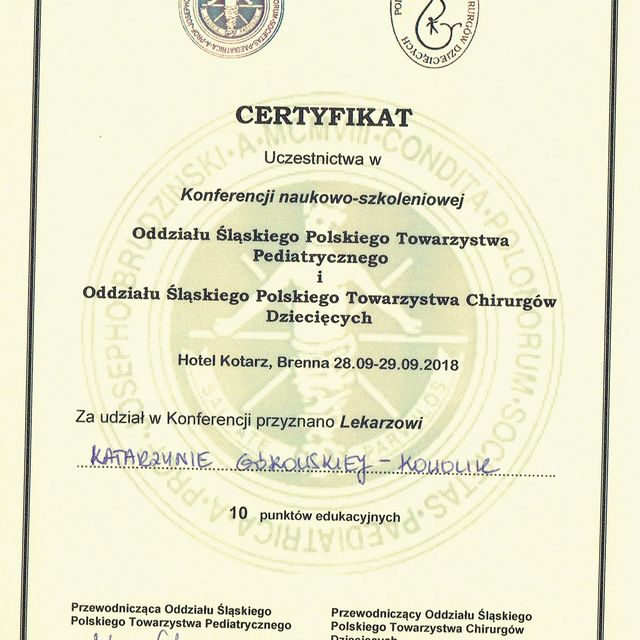 CERTYFIKAT
Uczestnictwa w
Konferencji naukowo-szkoleniowej
Oddziału Śląskiego Polskiego Towarzystwa
Pediatrycznego
i
Oddziału Śląskiego Polskiego Towarzystwa Chirurgów
Dziecięcych
Hotel Kotarz, Brenna 28.09-29.09.2018
Za udział w Konferencji przyznano Lekarzowi
KATARZYNIE GÓROWSKIEJ-KOHOLIK
10 punktów edukacyjnych
Przewodnicząca Oddziału Śląskiego
Polskiego Towarzystwa Pediatrycznego
Przewodniczący Oddziału Śląskiego
Polskiego Towarzystwa Chirurgów
Dziecięcych